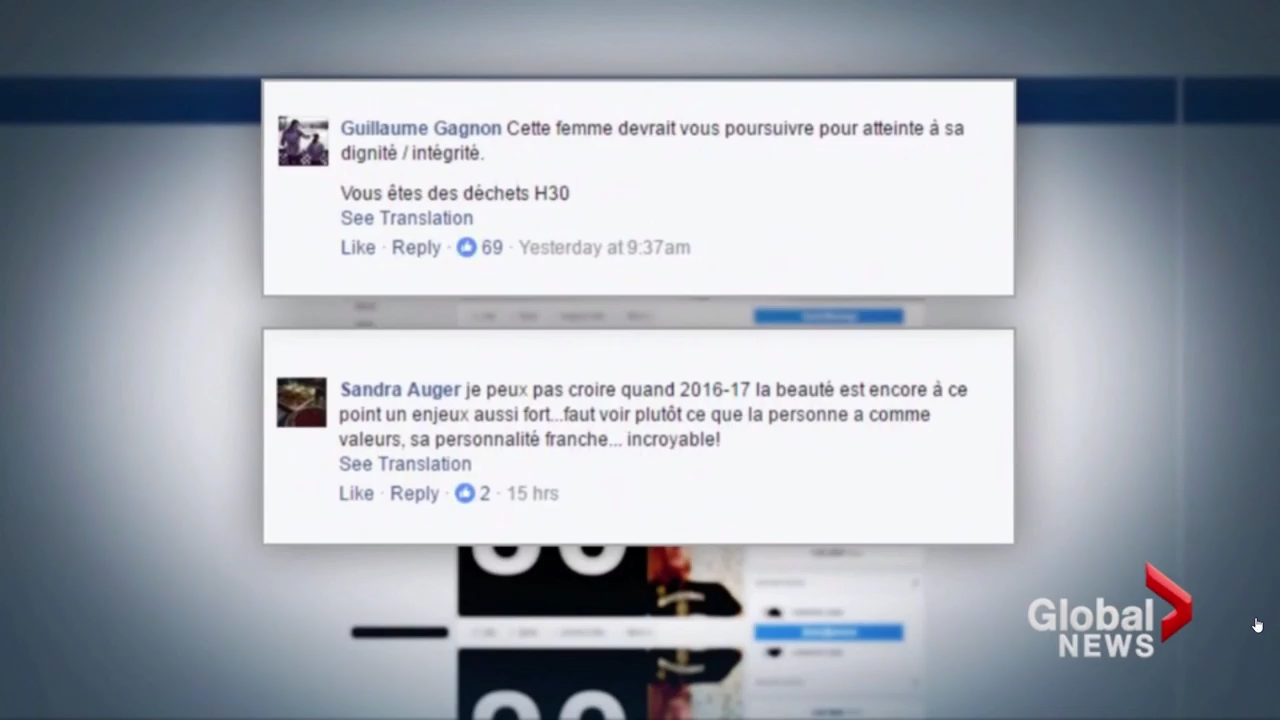 Guillaume Gagnon Cette femme devrait vous poursuivre pour atteinte à sa
dignité / intégrité.
Vous êtes des déchets H30
See Translation
Like · Reply · 69 · Yesterday at 9:37am
Sandra Auger je peux pas croire quand 2016-17 la beauté est encore à ce
point un enjeux aussi fort...faut voir plutôt ce que la personne a comme
valeurs, sa personnalité franche... incroyable!
See Translation
Like · Reply · 2 · 15 hrs
Global
NEWS